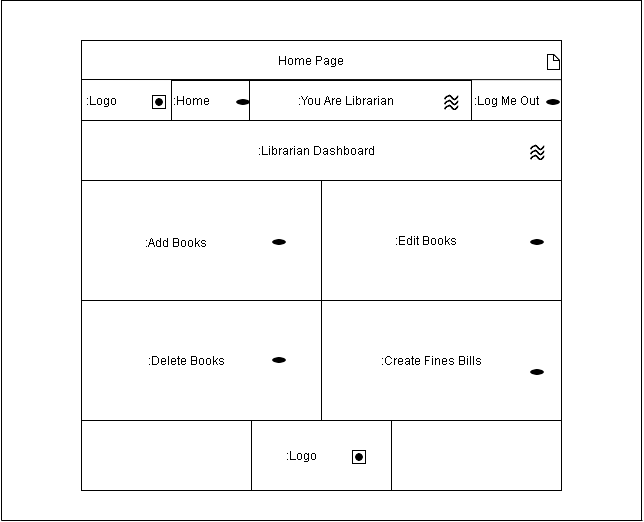 Home Page
:Logo
:Home
:You Are Librarian
:Log Me Out
:Librarian Dashboard
:Add Books
:Edit Books
:Delete Books
:Create Fines Bills
:Logo